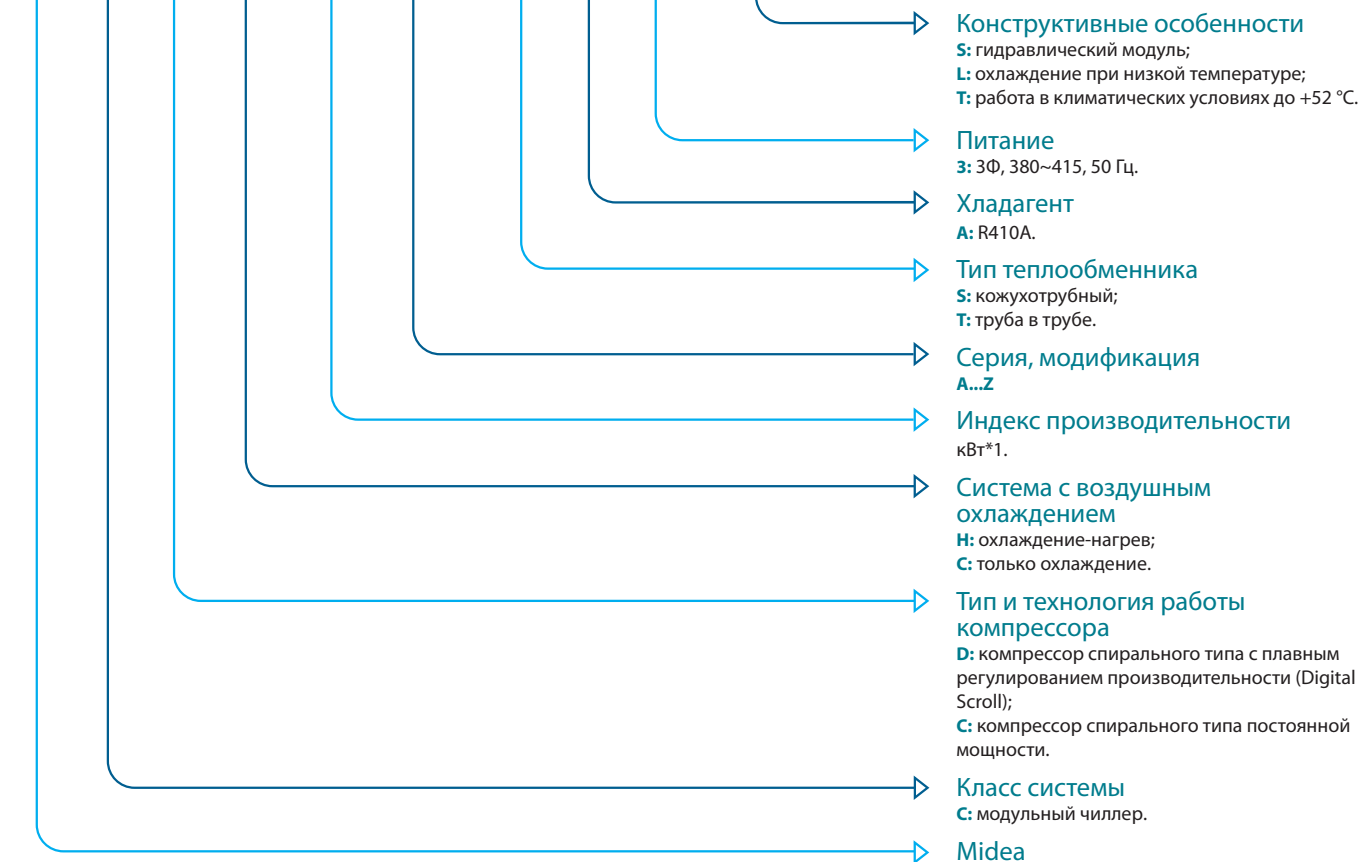 Конструктивные особенности
S: гидравлический модуль;
L: охлаждение при низкой температуре;
T: работа в климатических условиях до +52 °C.
Питание
3: 3Ф, 380~415, 50 Гц.
Хладагент
A: R410A.
Тип теплообменника
S: кожухотрубный;
T: труба в трубе.
Серия, модификация
A...Z
Индекс производительности
кВт*1.
Система с воздушным
охлаждением
H: охлаждение-нагрев;
C: только охлаждение.
Тип и технология работы
компрессора
D: компрессор спирального типа с плавным
регулированием производительности (Digital
Scroll);
C: компрессор спирального типа постоянной
мощности.
Класс системы
C: модульный чиллер.
Midea